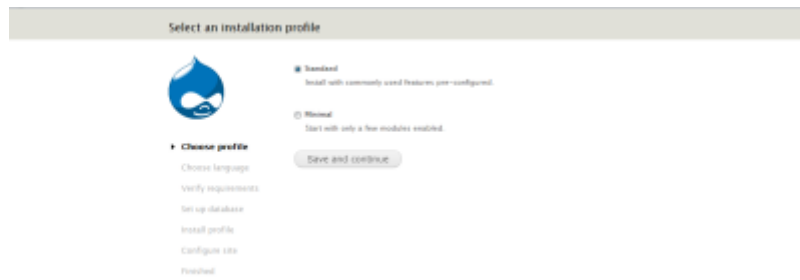 Select an installation profile
Standard
Install with commonly used features pre-configured.
Minimal
Start with only a few modules enabled.
Save and continue
Choose profile
Choose language
Verify requirements
Set up database
Install profile
Configure site
Finished